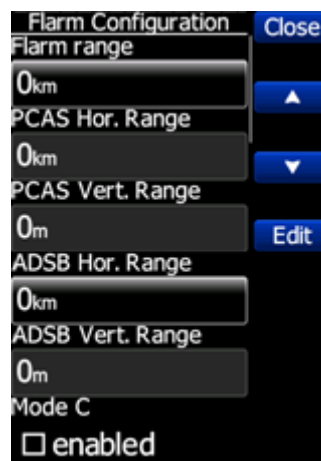 Flarm Configuration
Close
Flarm range
0km
PCAS Hor. Range
0km
PCAS Vert. Range
0m
Edit
ADSB Hor. Range
0km
ADSB Vert. Range
0m
Mode C
enabled